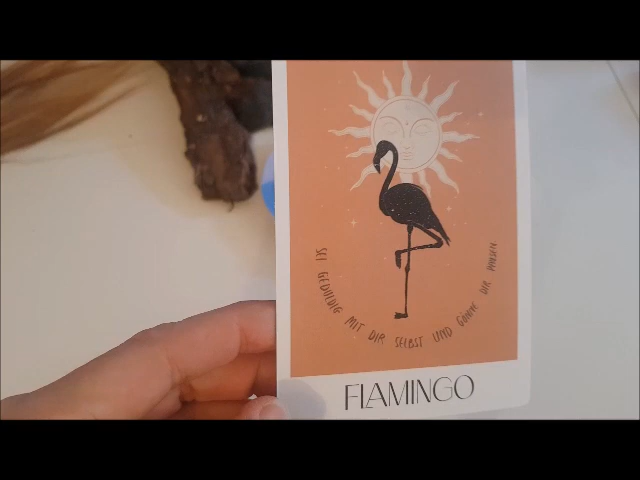 SEI GEDULDIG MIT DIR SELBST UND GÖNNE DIR PAUSEN
FLAMINGO